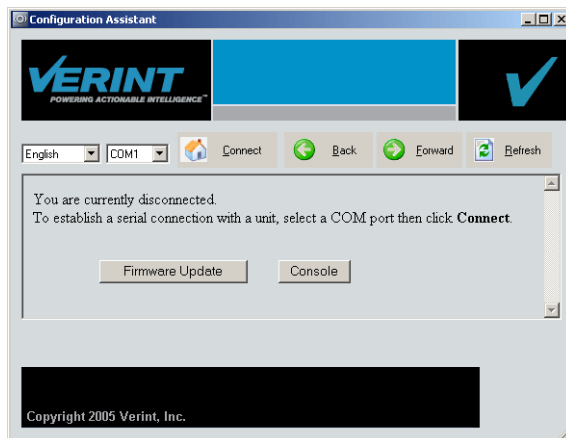 Configuration Assistant
VERINT
POWERING ACTIONABLE INTELLIGENCE™
English COM1 Connect Back Forward Refresh
You are currently disconnected.
To establish a serial connection with a unit, select a COM port then click Connect.
Firmware Update Console
Copyright 2005 Verint, Inc.